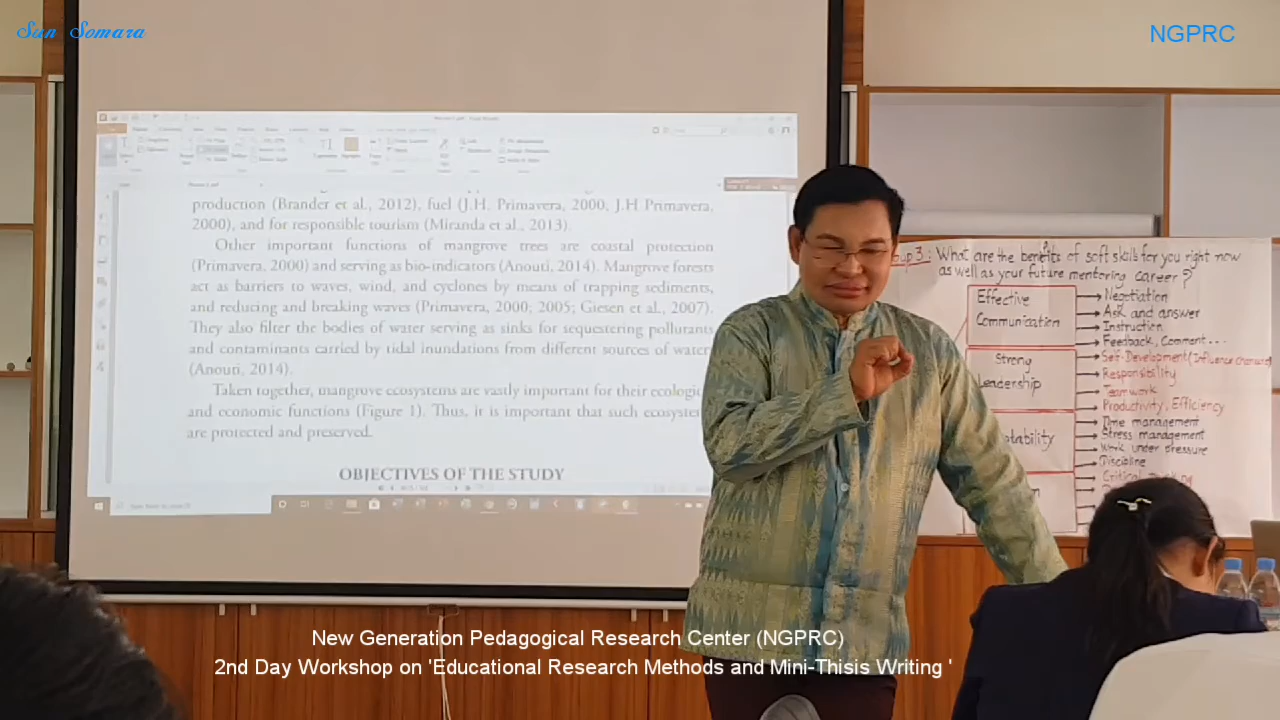 Sun Somara
NGPRC
production (Brander et al., 2012), fuel (J.H. Primavera, 2000; J.H Primavera,
2000), and for responsible tourism (Miranda et al., 2013).
Other important functions of mangrove trees are coastal protection
(Primavera, 2000) and serving as bio-indicators (Anouti, 2014). Mangrove forests
act as barriers to waves, wind, and cyclones by means of trapping sediments,
and reducing and breaking waves (Primavera, 2000; 2005; Giesen et al., 2007).
They also filter the bodies of water serving as sinks for sequestering pollutants
and contaminants carried by tidal inundations from different sources of water
(Anouti, 2014).
Taken together, mangrove ecosystems are vastly important for their ecologic
and economic functions (Figure 1). Thus, it is important that such ecosystem
are protected and preserved.
OBJECTIVES OF THE STUDY
oup 3 : What are the benefits of soft skills for you right now
as well as your future mentoring career ?
Effective
Communication
Negotiation
Ask and answer
Instruction
Feedback, Comment...
Strong
Leadership
Self-Development (Influence
Responsibility
Team work
Productivity, Efficiency
tability
Time management
Stress management
Work under pressure
Discipline
Critical
New Generation Pedagogical Research Center (NGPRC)
2nd Day Workshop on 'Educational Research Methods and Mini-Thisis Writing '